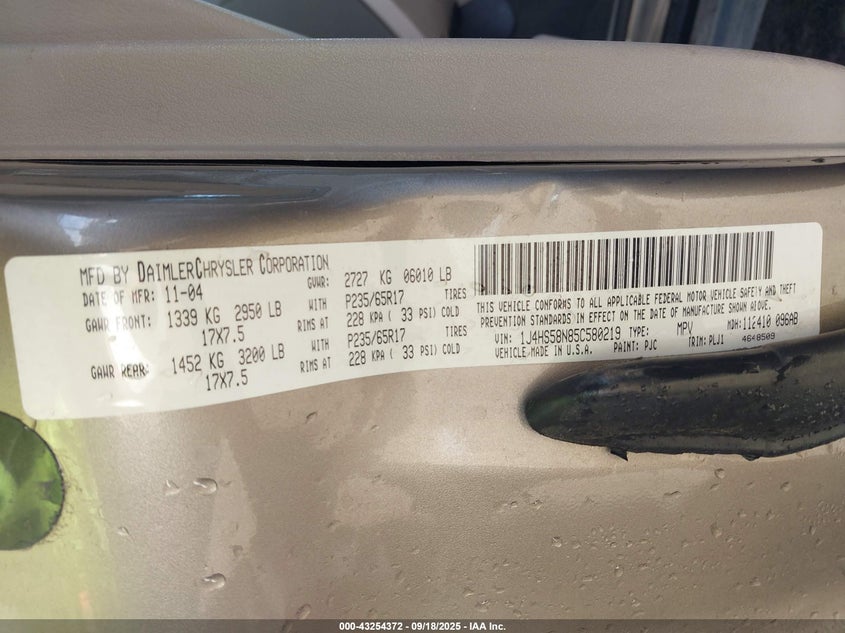 MFD BY DAIMLERCHRYSLER CORPORATION
DATE OF MFR: 11-04 GVWR: 2727 KG 06010 LB
GAWR FRONT: 1339 KG 2950 LB WITH P235/65R17 TIRES
17X7.5 RIMS AT 228 KPA ( 33 PSI) COLD
GAWR REAR: 1452 KG 3200 LB WITH P235/65R17 TIRES
17X7.5 RIMS AT 228 KPA ( 33 PSI) COLD
THIS VEHICLE CONFORMS TO ALL APPLICABLE FEDERAL MOTOR VEHICLE SAFETY AND THEFT
PREVENTION STANDARDS IN EFFECT ON THE DATE OF MANUFACTURE SHOWN ABOVE.
VIN: 1J4HS58N85C580219 TYPE: MPV MDH: 112410 096AB
VEHICLE MADE IN U.S.A. PAINT: PJC TRIM: PLJ1 4648509
000-43254372 - 09/18/2025 - IAA Inc.